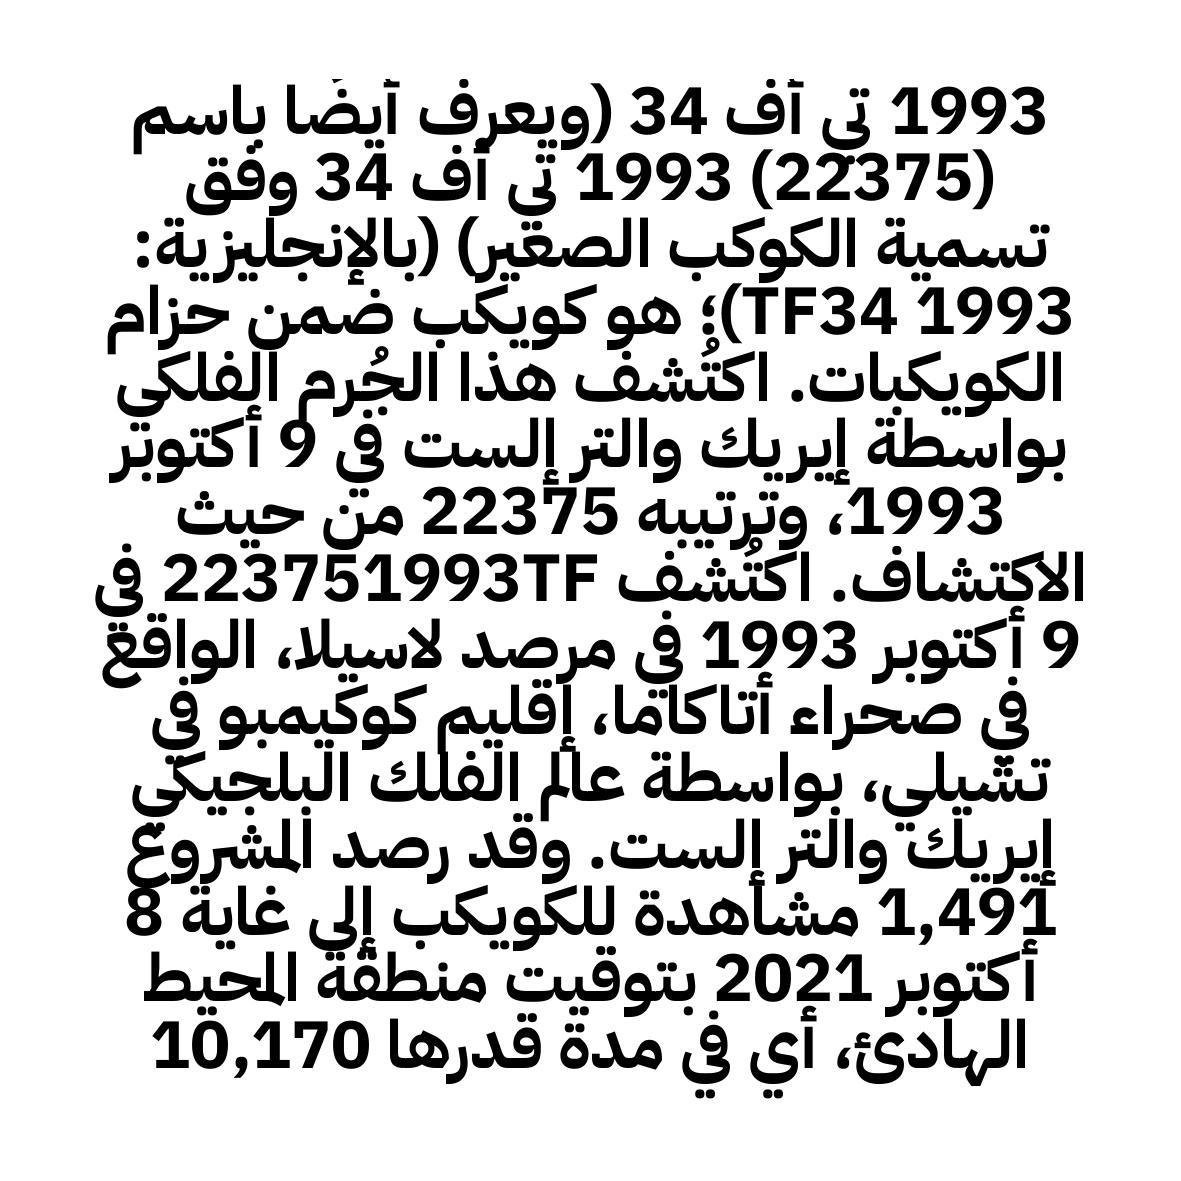 1993 تي أف 34 (ويعرف أيضًا باسم
(22375) 1993 تي أف 34 وفق
تسمية الكوكب الصغير) (بالإنجليزية:
1993 TF34)؛ هو كويكب ضمن حزام
الكويكبات. اكتُشف هذا الجُرم الفلكي
بواسطة إيريك والتر إلست في 9 أكتوبر
1993، وترتيبه 22375 من حيث
الاكتشاف. اكتُشف 223751993TF في
9 أكتوبر 1993 في مرصد لاسيلا، الواقع
في صحراء أتاكاما، إقليم كوكيمبو في
تشيلي، بواسطة عالم الفلك البلجيكي
إيريك والتر إلست. وقد رصد المشروع
1,491 مشاهدة للكويكب إلى غاية 8
أكتوبر 2021 بتوقيت منطقة المحيط
الهادئ، أي في مدة قدرها 10,170